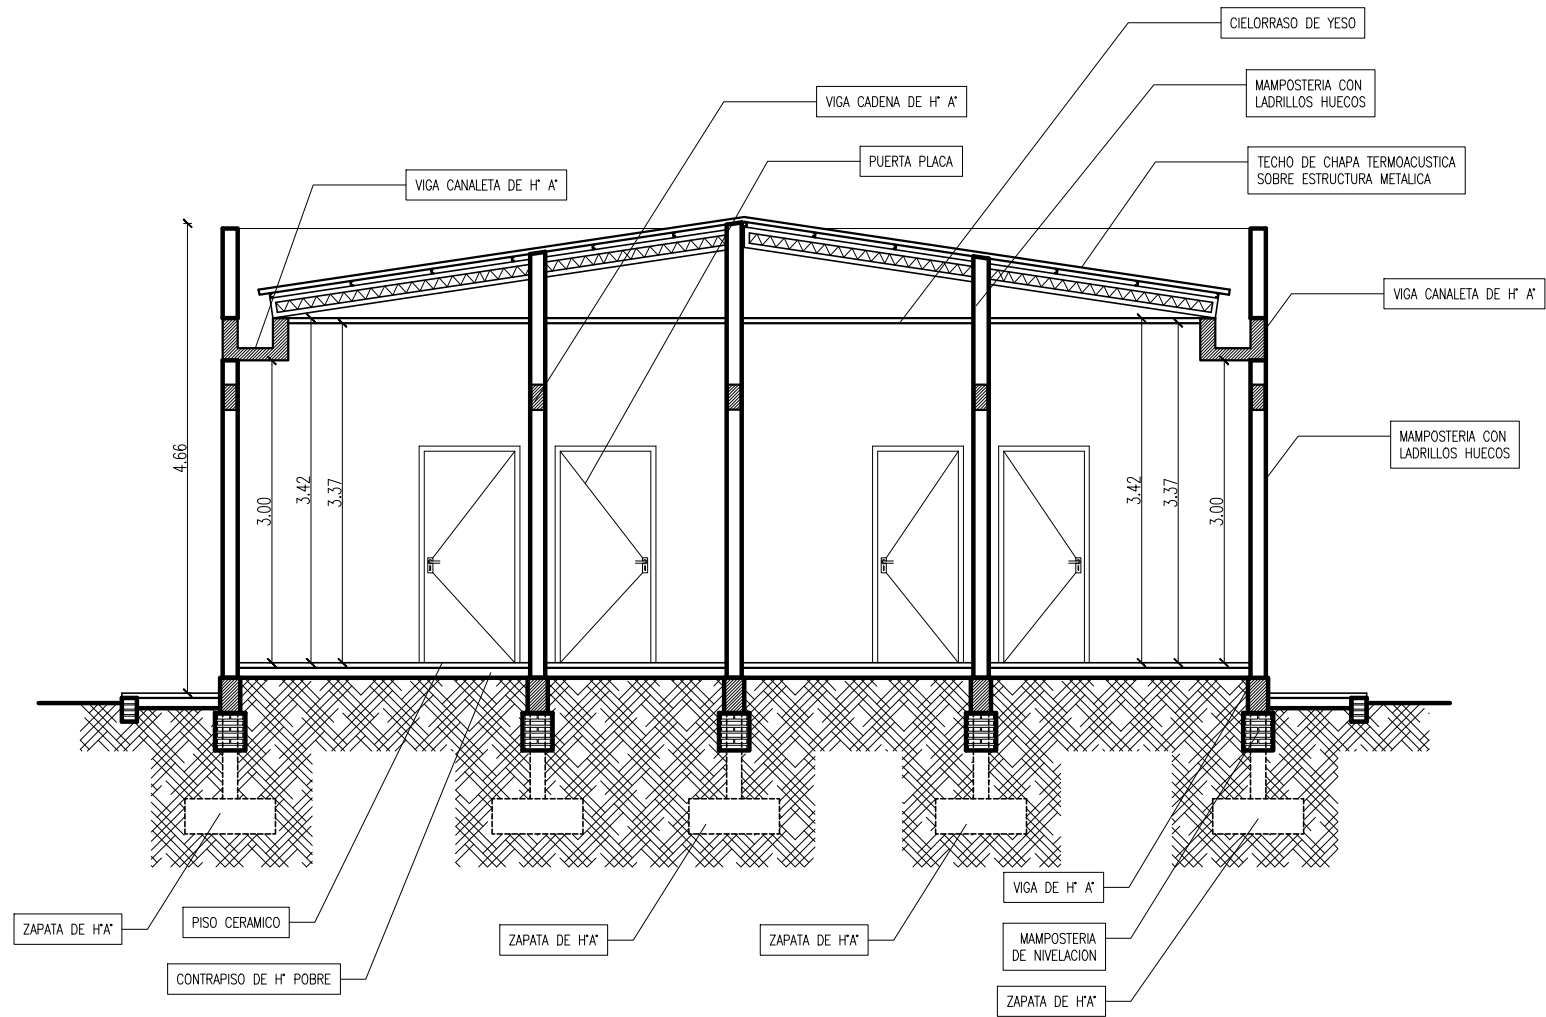 CIELORRASO DE YESO
MAMPOSTERIA CON
LADRILLOS HUECOS
VIGA CADENA DE H° A°
PUERTA PLACA
TECHO DE CHAPA TERMOACUSTICA
SOBRE ESTRUCTURA METALICA
VIGA CANALETA DE H° A°
VIGA CANALETA DE H° A°
MAMPOSTERIA CON
LADRILLOS HUECOS
4.66
3.00
3.42
3.37
3.42
3.37
3.00
VIGA DE H° A°
ZAPATA DE H°A°
PISO CERAMICO
ZAPATA DE H°A°
ZAPATA DE H°A°
MAMPOSTERIA
DE NIVELACION
CONTRAPISO DE H° POBRE
ZAPATA DE H°A°